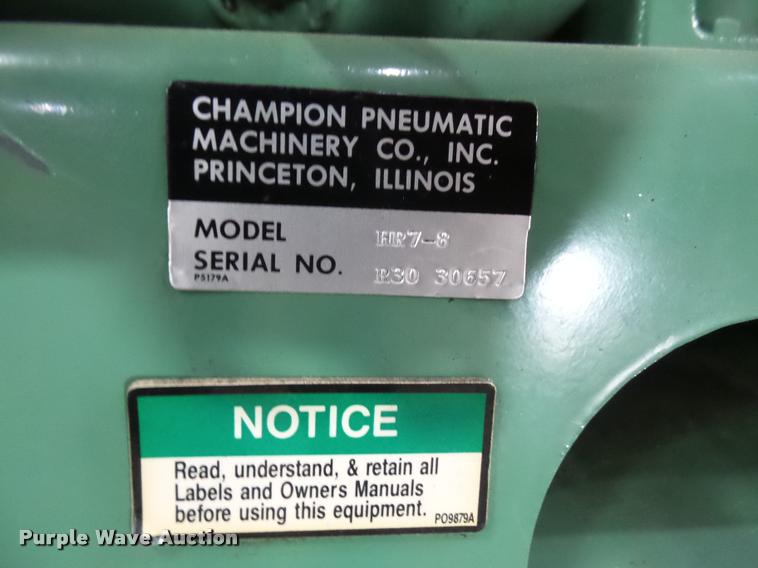 CHAMPION PNEUMATIC
MACHINERY CO., INC.
PRINCETON, ILLINOIS
MODEL HR7-8
SERIAL NO. R30 30657
P5179A
NOTICE
Read, understand, & retain all
Labels and Owners Manuals
before using this equipment.
PO9879A
Purple Wave Auction